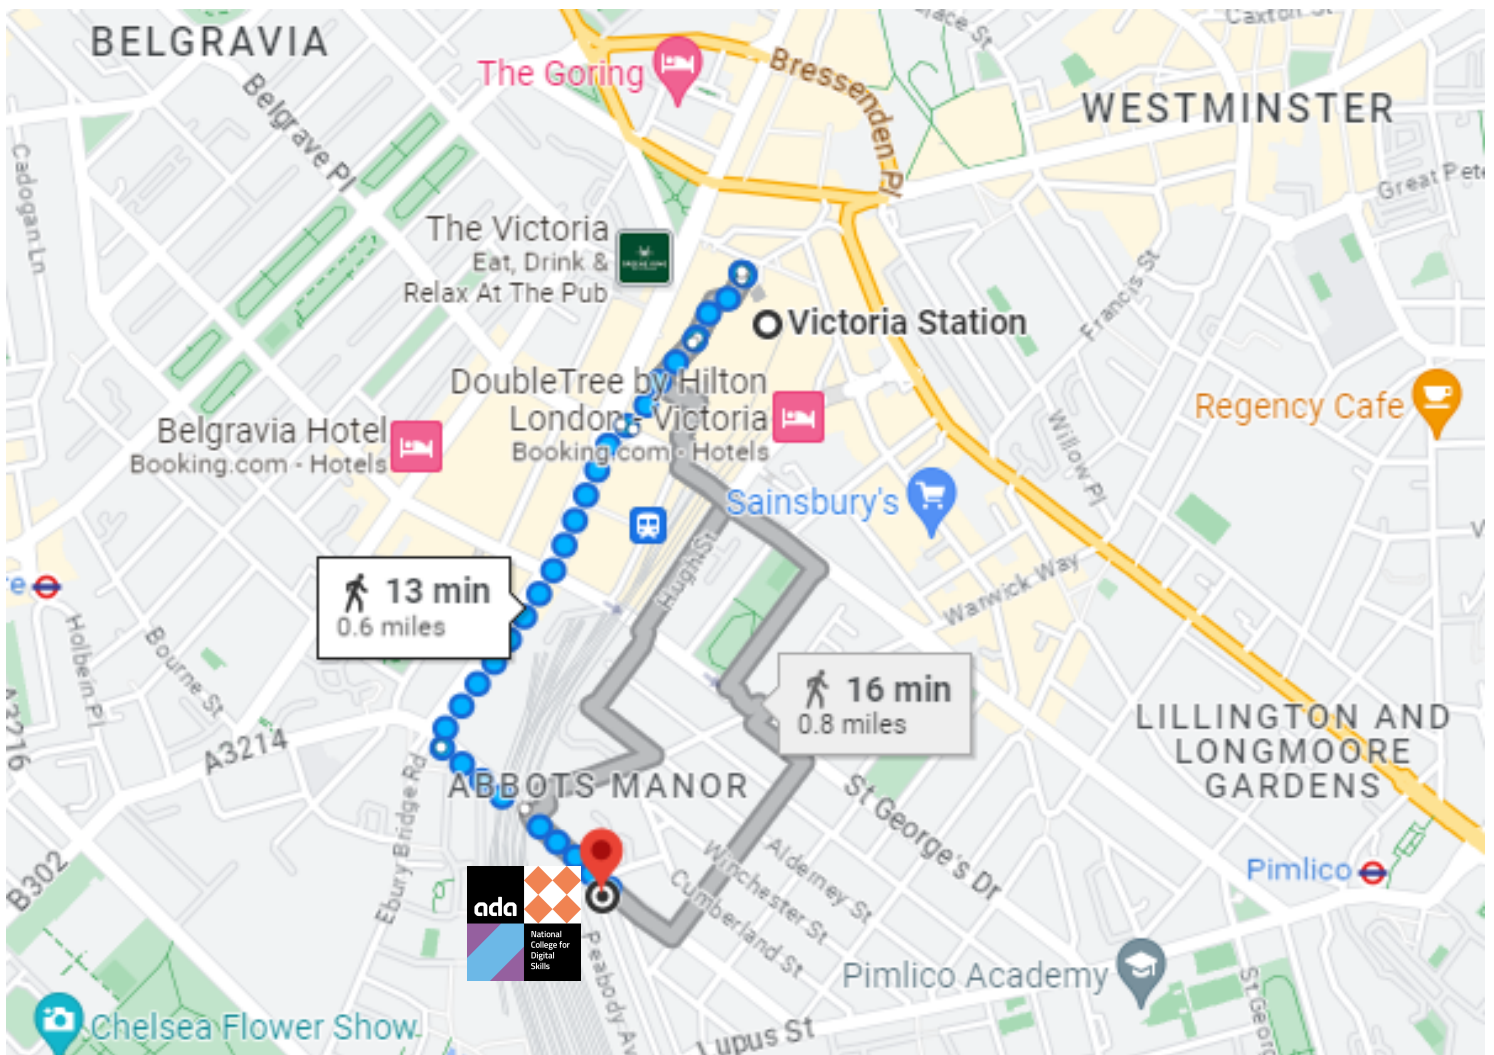 BELGRAVIA
Caxton St
The Goring
Bressenden Pl
Belgrave Pl
WESTMINSTER
Cadogan Ln
Great Pete
The Victoria
Eat, Drink &
Relax At The Pub
Victoria Station
Francis St
DoubleTree by Hilton
London - Victoria
Booking.com - Hotels
Belgravia Hotel
Booking.com - Hotels
Regency Cafe
Willow Pl
Sainsbury's
Hugh St
13 min
0.6 miles
Warwick Way
Holbein Pl
Bourne St
16 min
0.8 miles
A3216
A3214
LILLINGTON AND
LONGMOORE
GARDENS
Ebury Bridge Rd
ABBOTS MANOR
St George's Dr
Alderney St
Winchester St
Cumberland St
Pimlico
B302
ada
National
College for
Digital
Skills
Peabody Av
Pimlico Academy
St Georg
Chelsea Flower Show
Lupus St